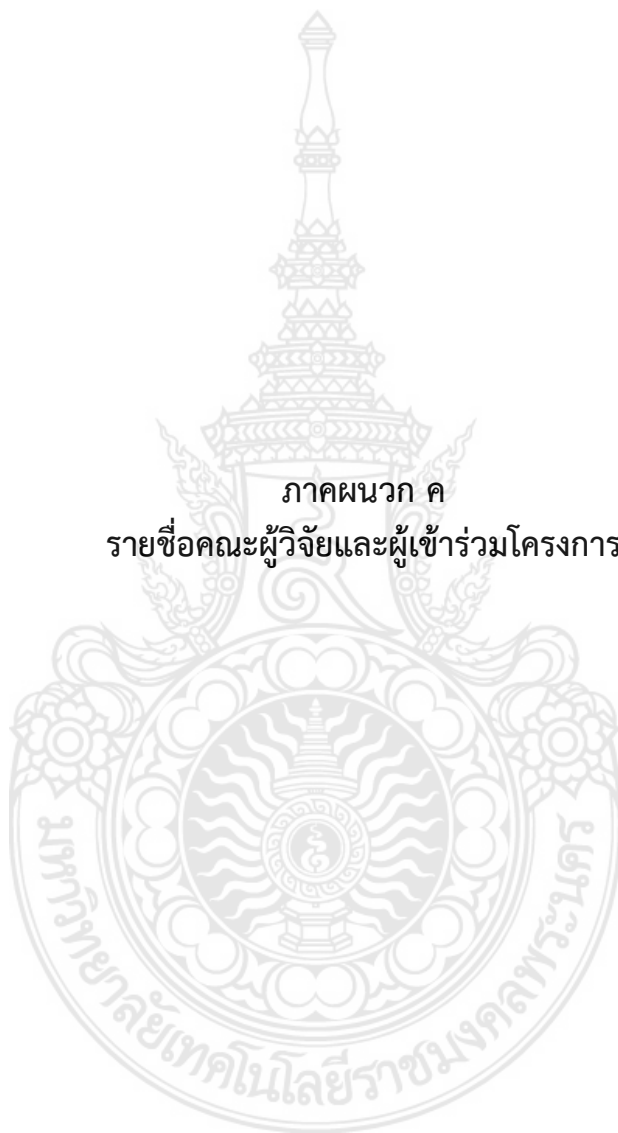 ภาคผนวก ค
รายชื่อคณะผู้วิจัยและผู้เข้าร่วมโครงการ
มหาวิทยาลัยเทคโนโลยีราชมงคลพระนคร